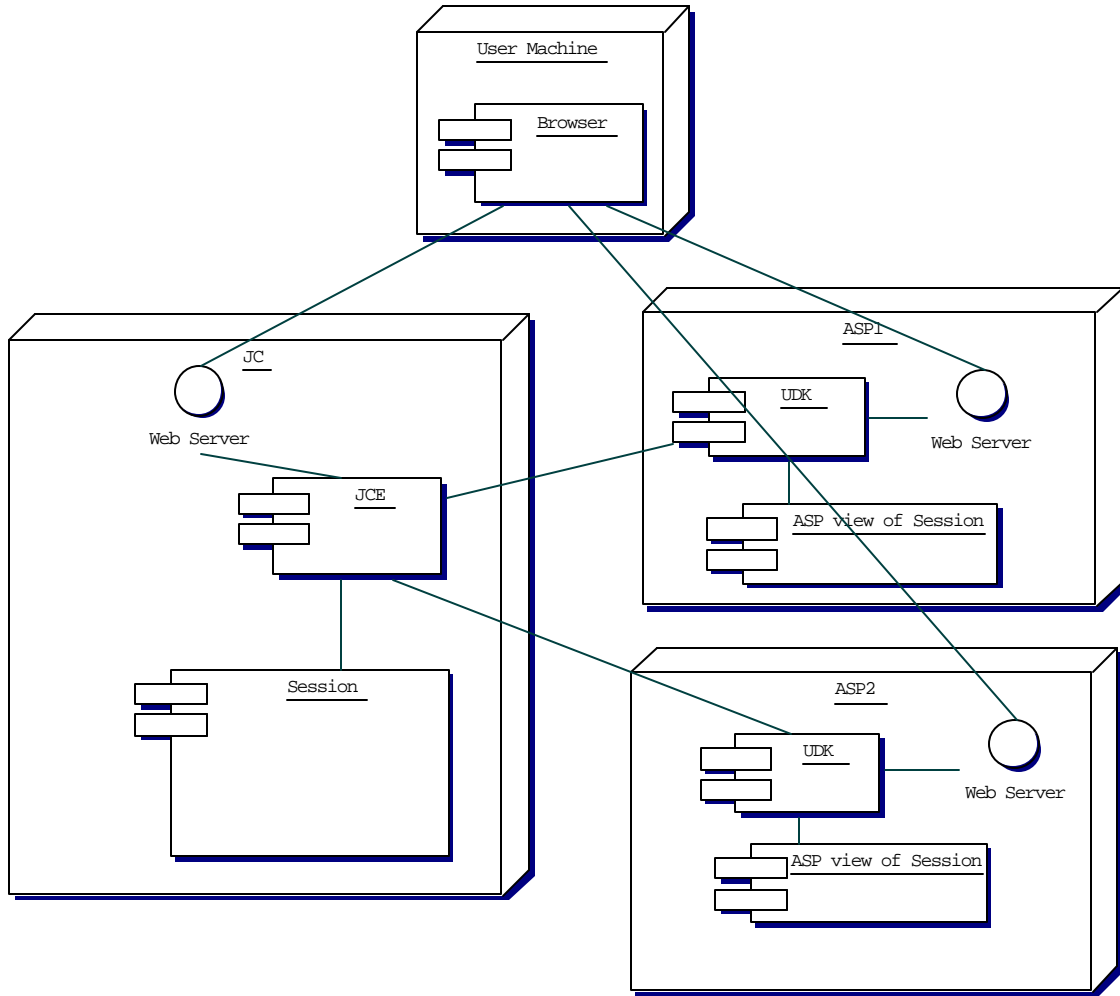 User Machine
Browser
JC
Web Server
JCE
Session
ASP1
UDK
Web Server
ASP view of Session
ASP2
UDK
Web Server
ASP view of Session